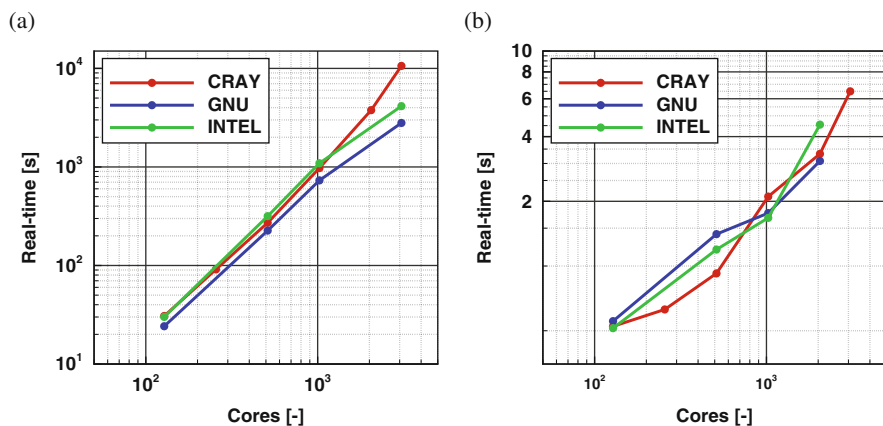 (a)
10^4
10^3
10^2
10^1
Real-time [s]
CRAY
GNU
INTEL
10^2
10^3
Cores [-]
(b)
10
8
6
4
2
Real-time [s]
CRAY
GNU
INTEL
10^2
10^3
Cores [-]